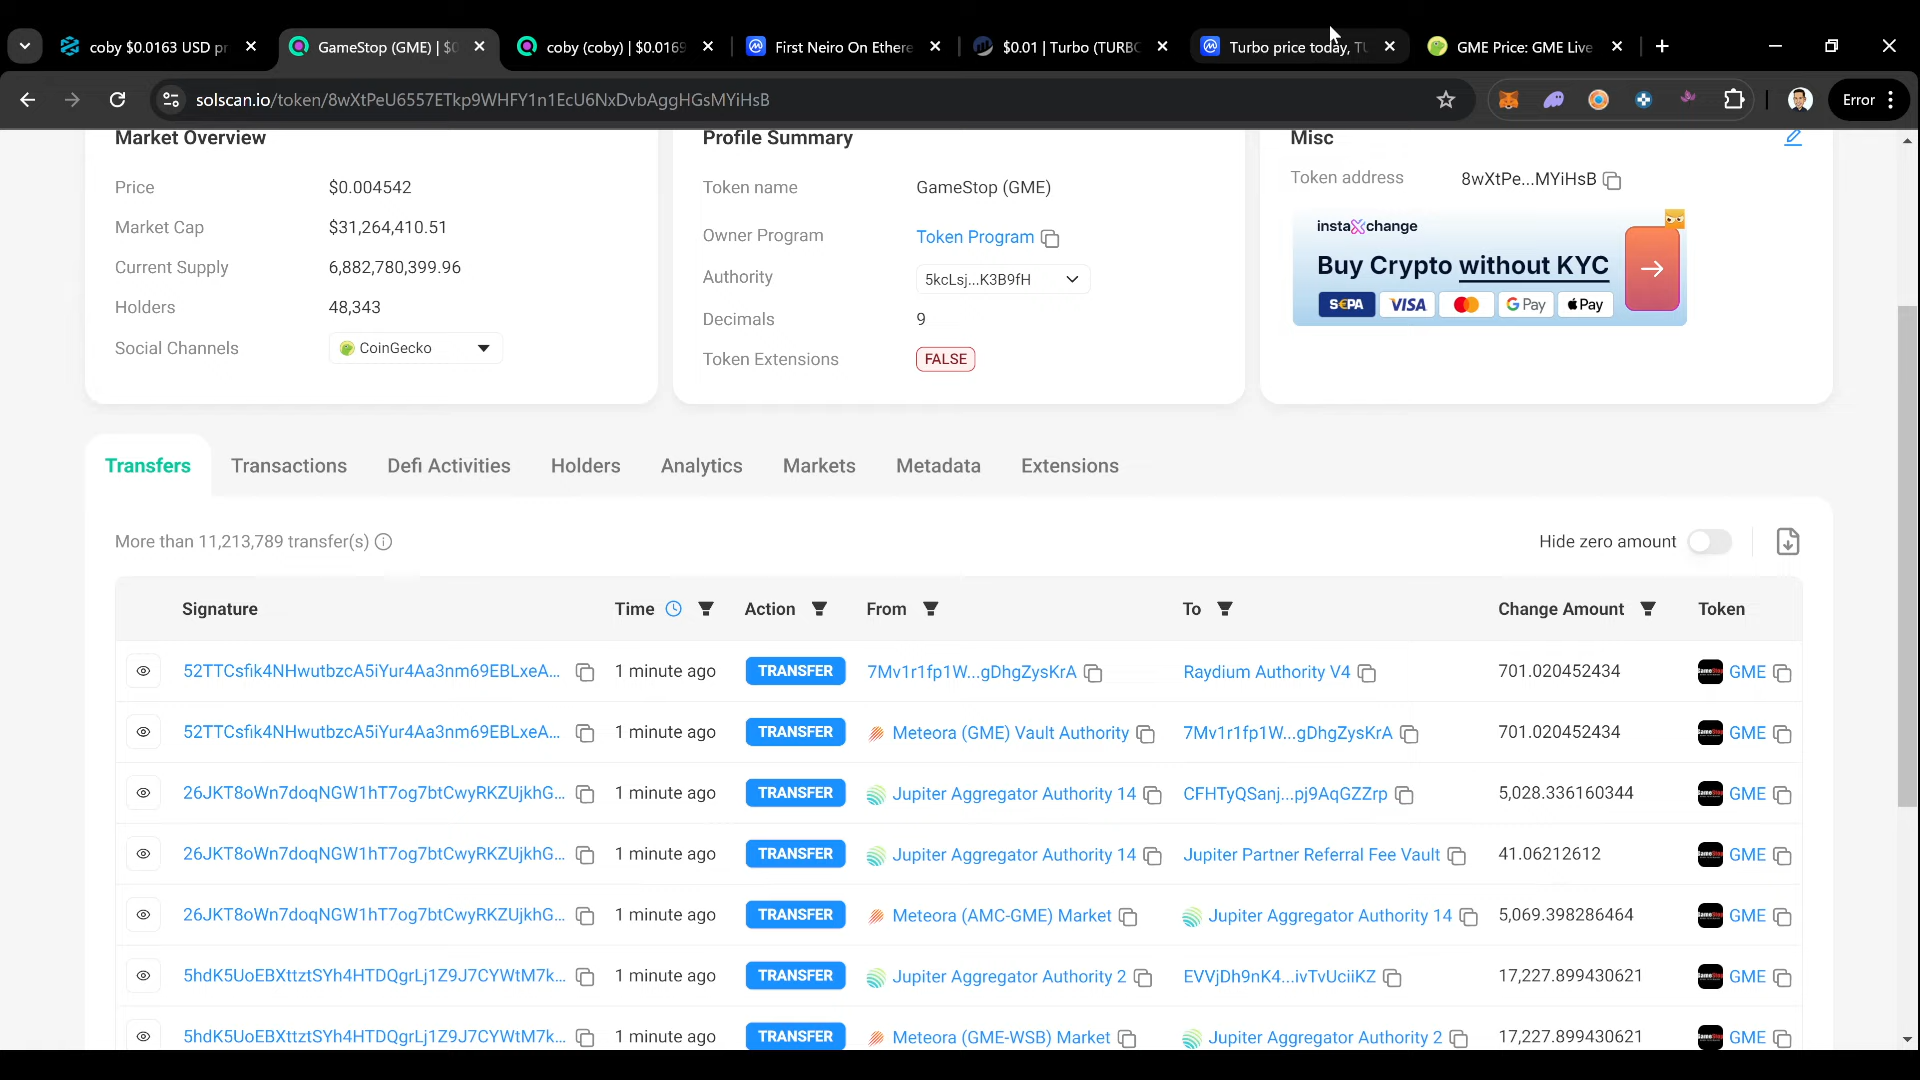 coby $0.0163 USD pr
GameStop (GME) | $0
coby (coby) | $0.0169
First Neiro On Ethere
$0.01 | Turbo (TURBO
Turbo price today, TU
GME Price: GME Live
solscan.io/token/8wXtPeU6557ETkp9WHFY1n1EcU6NxDvbAggHGsMYiHsB
Error
Market Overview
Price $0.004542
Market Cap $31,264,410.51
Current Supply 6,882,780,399.96
Holders 48,343
Social Channels CoinGecko
Profile Summary
Token name GameStop (GME)
Owner Program Token Program
Authority 5kcLsj...K3B9fH
Decimals 9
Token Extensions FALSE
Misc
Token address 8wXtPe...MYiHsB
instaXchange
Buy Crypto without KYC
S€PA VISA G Pay Pay
Transfers Transactions Defi Activities Holders Analytics Markets Metadata Extensions
More than 11,213,789 transfer(s) Hide zero amount
Signature Time Action From To Change Amount Token
52TTCsfik4NHwutbzcA5iYur4Aa3nm69EBLxeA... 1 minute ago TRANSFER 7Mv1r1fp1W...gDhgZysKrA Raydium Authority V4 701.020452434 GME
52TTCsfik4NHwutbzcA5iYur4Aa3nm69EBLxeA... 1 minute ago TRANSFER Meteora (GME) Vault Authority 7Mv1r1fp1W...gDhgZysKrA 701.020452434 GME
26JKT8oWn7doqNGW1hT7og7btCwyRKZUjkhG... 1 minute ago TRANSFER Jupiter Aggregator Authority 14 CFHTyQSanj...pj9AqGZZrp 5,028.336160344 GME
26JKT8oWn7doqNGW1hT7og7btCwyRKZUjkhG... 1 minute ago TRANSFER Jupiter Aggregator Authority 14 Jupiter Partner Referral Fee Vault 41.06212612 GME
26JKT8oWn7doqNGW1hT7og7btCwyRKZUjkhG... 1 minute ago TRANSFER Meteora (AMC-GME) Market Jupiter Aggregator Authority 14 5,069.398286464 GME
5hdK5UoEBXttztSYh4HTDQgrLj1Z9J7CYWtM7k... 1 minute ago TRANSFER Jupiter Aggregator Authority 2 EVVjDh9nK4...ivTvUciiKZ 17,227.899430621 GME
5hdK5UoEBXttztSYh4HTDQgrLj1Z9J7CYWtM7k... 1 minute ago TRANSFER Meteora (GME-WSB) Market Jupiter Aggregator Authority 2 17,227.899430621 GME